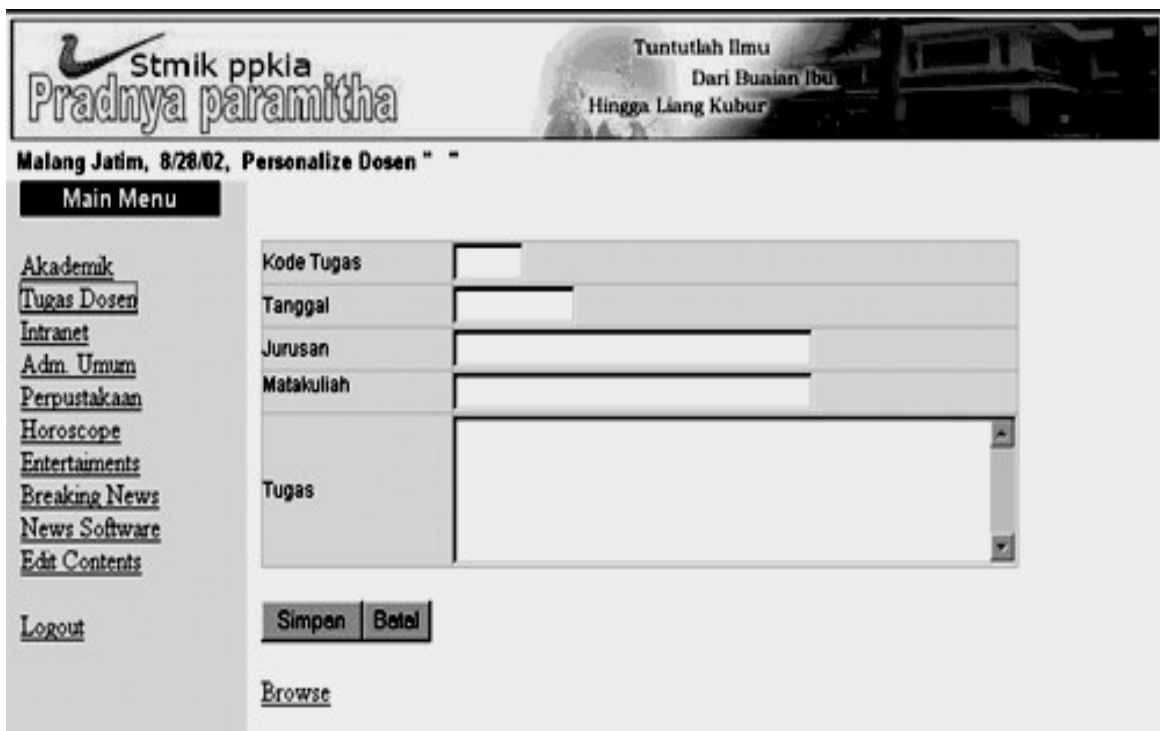 Stmik ppkia
Pradnya paramitha
Tuntutlah Ilmu
Dari Buaian Ibu
Hingga Liang Kubur
Malang Jatim, 8/28/02, Personalize Dosen " "
Main Menu
Akademik
Tugas Dosen
Intranet
Adm. Umum
Perpustakaan
Horoscope
Entertaiments
Breaking News
News Software
Edit Contents
Logout
Kode Tugas
Tanggal
Jurusan
Matakuliah
Tugas
Simpan Batal
Browse